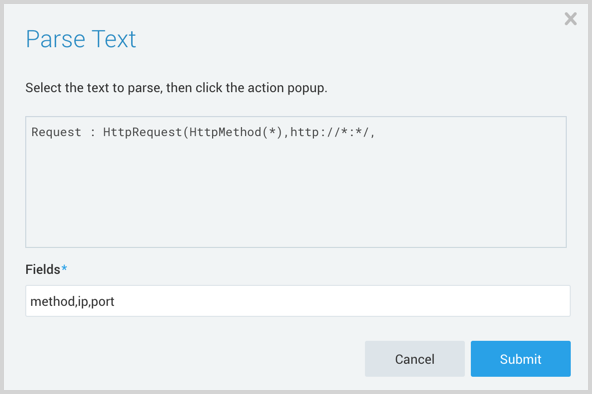 Parse Text
Select the text to parse, then click the action popup.
Request : HttpRequest(HttpMethod(*),http://*:*/,
Fields*
method,ip,port
Cancel
Submit